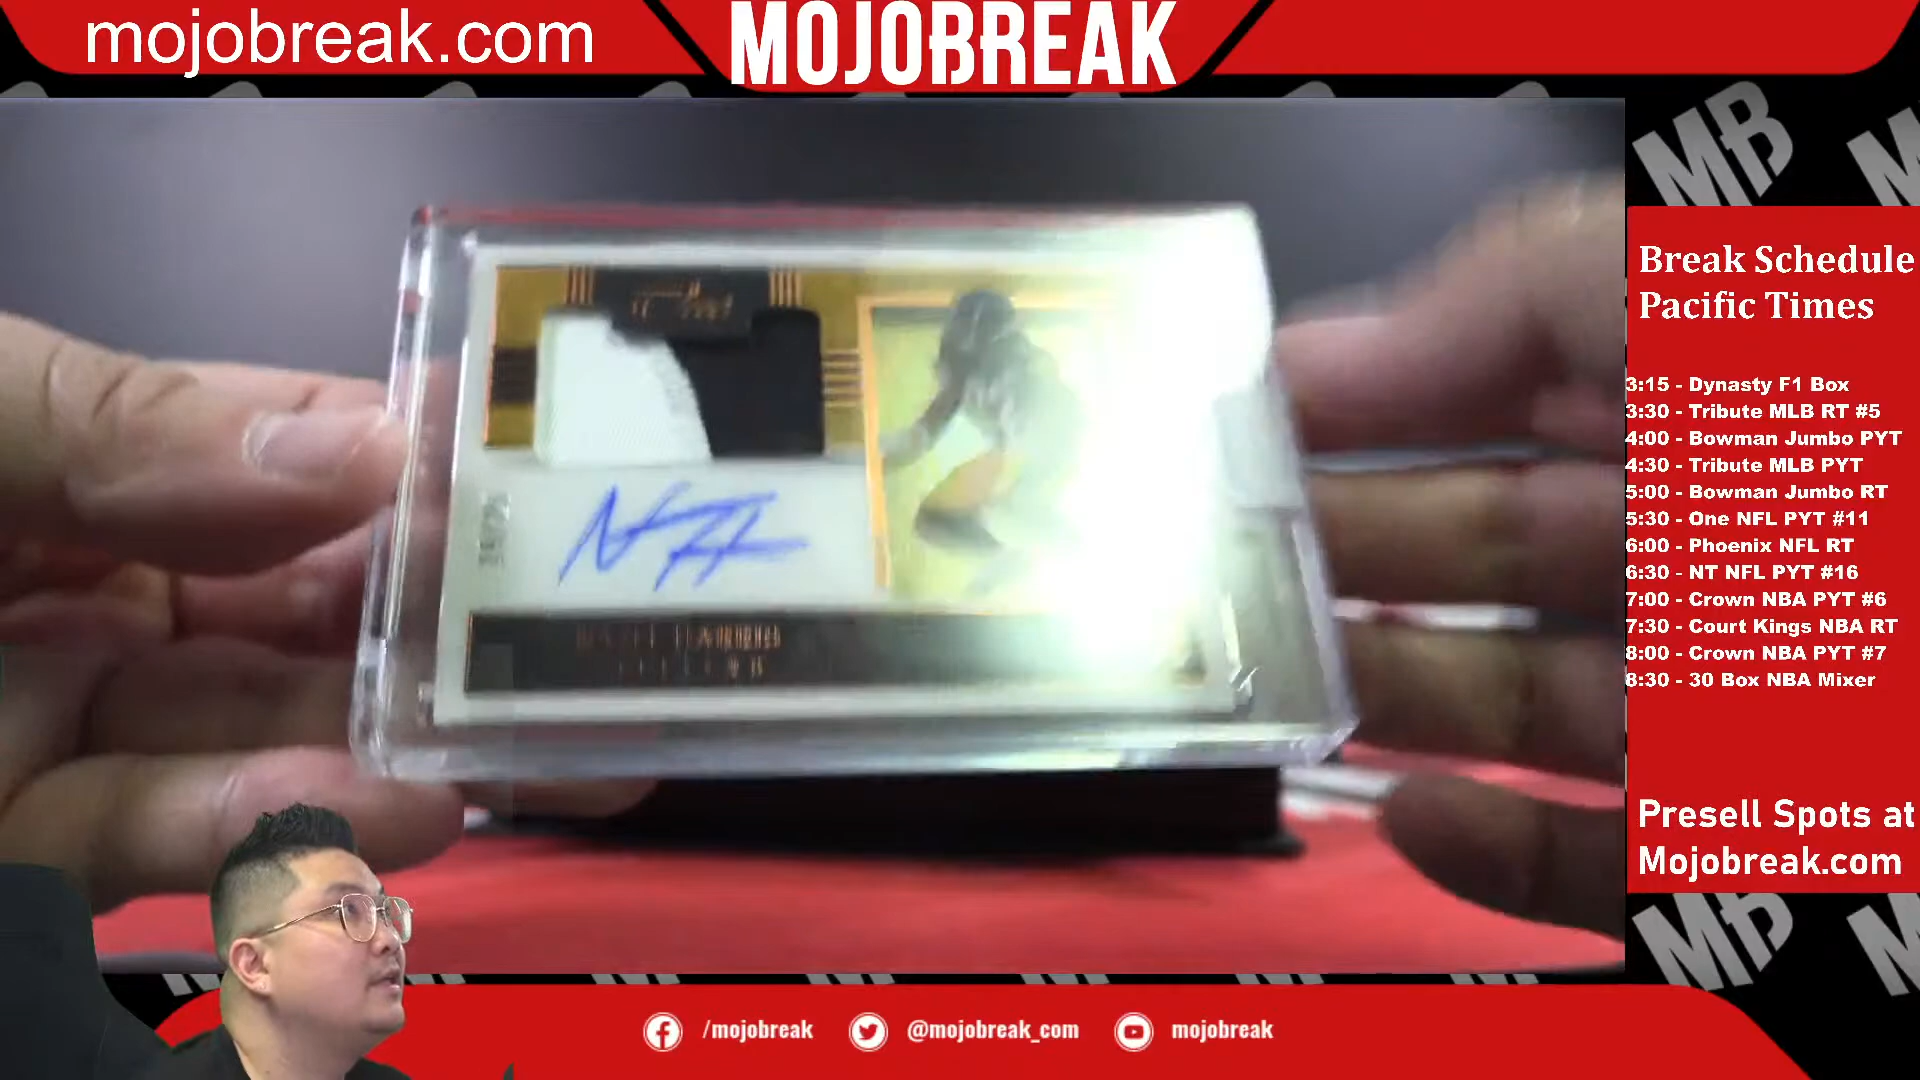 mojobreak.com
MOJOBREAK
MB
Break Schedule
Pacific Times
3:15 - Dynasty F1 Box
3:30 - Tribute MLB RT #5
4:00 - Bowman Jumbo PYT
4:30 - Tribute MLB PYT
5:00 - Bowman Jumbo RT
5:30 - One NFL PYT #11
6:00 - Phoenix NFL RT
6:30 - NT NFL PYT #16
7:00 - Crown NBA PYT #6
7:30 - Court Kings NBA RT
8:00 - Crown NBA PYT #7
8:30 - 30 Box NBA Mixer
Presell Spots at
Mojobreak.com
MB
HARRIS
/mojobreak
@mojobreak_com
mojobreak